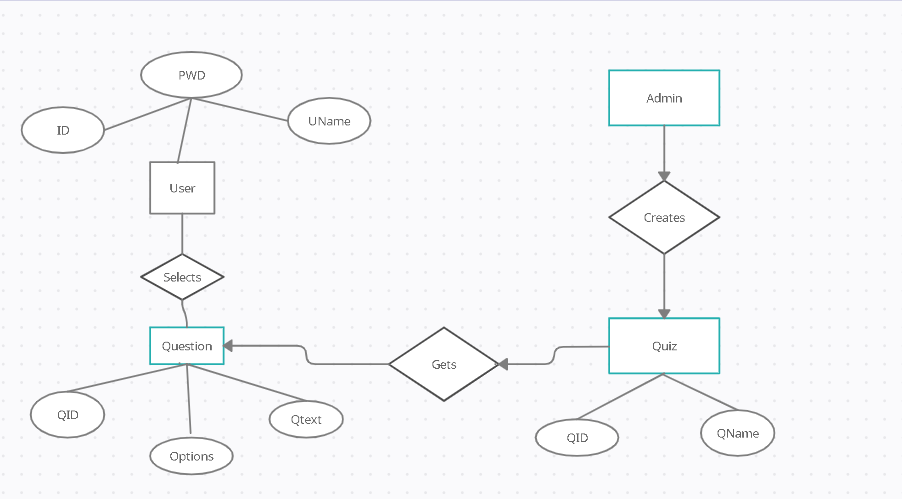 PWD
Admin
UName
ID
User
Creates
Selects
Question
Quiz
Gets
QID
Qtext
QName
QID
Options